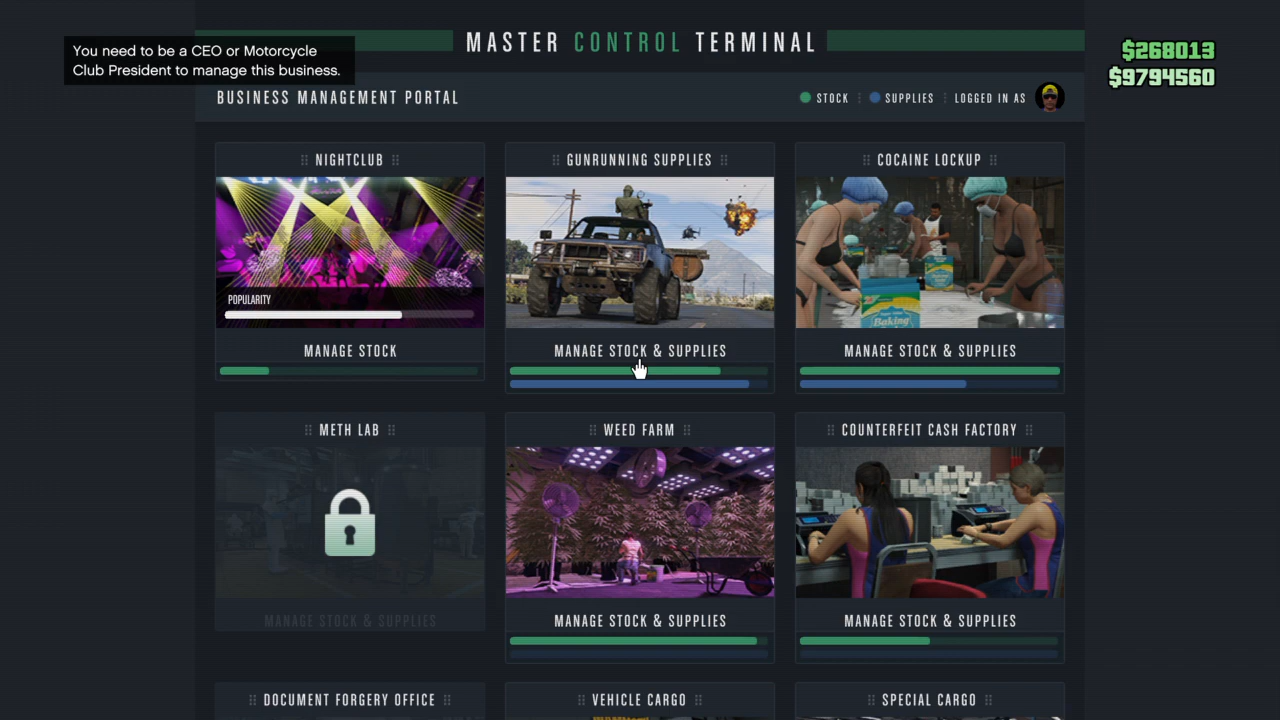 You need to be a CEO or Motorcycle
Club President to manage this business.
MASTER CONTROL TERMINAL
$268013
$9794560
BUSINESS MANAGEMENT PORTAL
STOCK
SUPPLIES
LOGGED IN AS
NIGHTCLUB
GUNRUNNING SUPPLIES
COCAINE LOCKUP
POPULARITY
Baking
MANAGE STOCK
MANAGE STOCK & SUPPLIES
MANAGE STOCK & SUPPLIES
METH LAB
WEED FARM
COUNTERFEIT CASH FACTORY
MANAGE STOCK & SUPPLIES
MANAGE STOCK & SUPPLIES
MANAGE STOCK & SUPPLIES
DOCUMENT FORGERY OFFICE
VEHICLE CARGO
SPECIAL CARGO